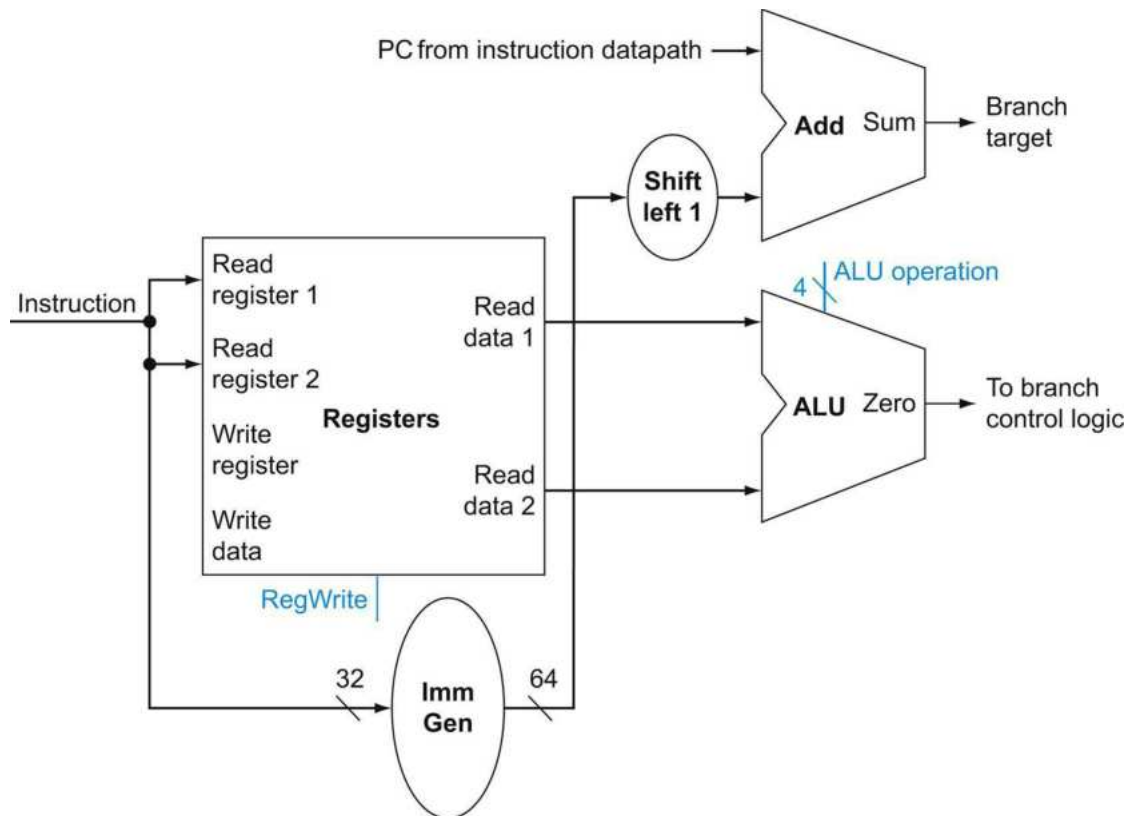 PC from instruction datapath
Add
Sum
Branch
target
Shift
left 1
ALU operation
4
Instruction
Read
register 1
Read
data 1
Read
register 2
Registers
ALU
Zero
To branch
control logic
Write
register
Read
data 2
Write
data
RegWrite
32
Imm
Gen
64